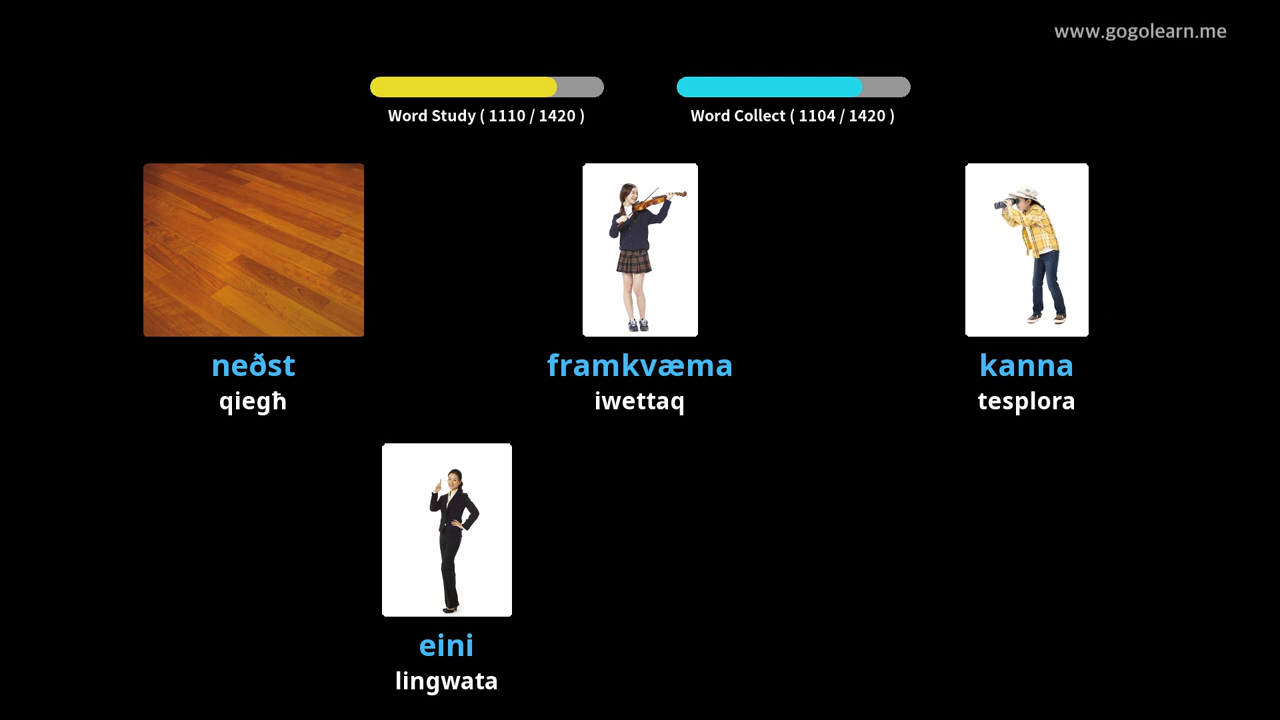 www.gogolearn.me
Word Study ( 1110 / 1420 )
Word Collect ( 1104 / 1420 )
neðst
qiegħ
framkvæma
iwettaq
kanna
tesplora
eini
lingwata